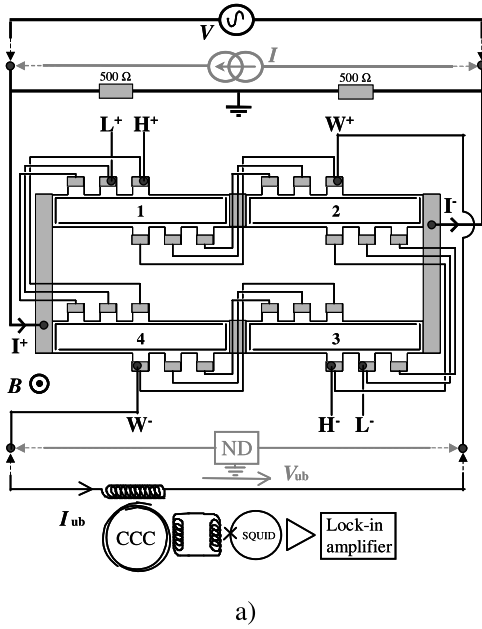 V
I
500 Ω
500 Ω
L+ H+
W+
1
2
I-
4
3
I+
B
W-
H- L-
ND
Vub
Iub
CCC
SQUID
Lock-in
amplifier
a)